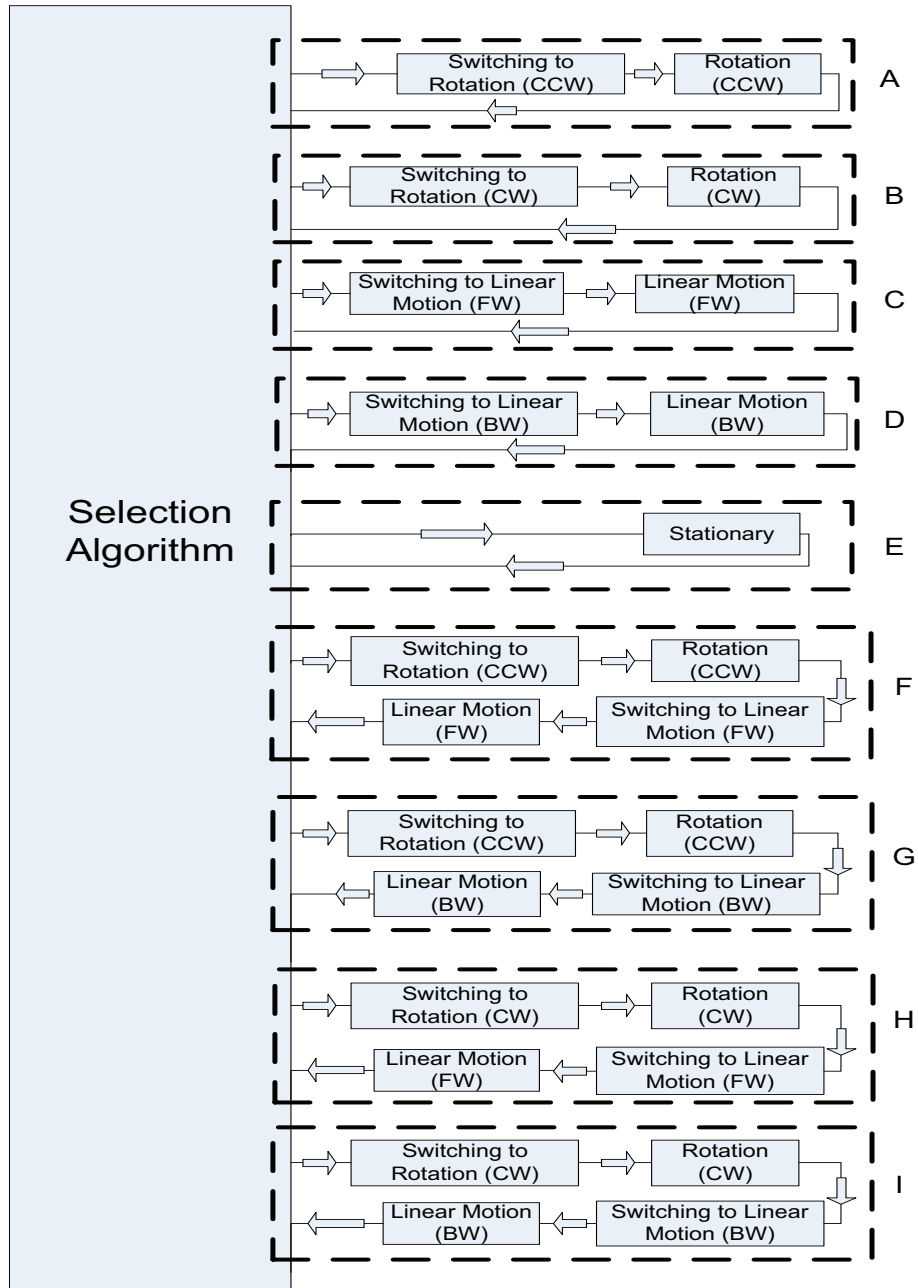 Selection
Algorithm
Switching to
Rotation (CCW)
Rotation
(CCW)
A
Switching to
Rotation (CW)
Rotation
(CW)
B
Switching to Linear
Motion (FW)
Linear Motion
(FW)
C
Switching to Linear
Motion (BW)
Linear Motion
(BW)
D
Stationary
E
Switching to
Rotation (CCW)
Rotation
(CCW)
Linear Motion
(FW)
Switching to Linear
Motion (FW)
F
Switching to
Rotation (CCW)
Rotation
(CCW)
Linear Motion
(BW)
Switching to Linear
Motion (BW)
G
Switching to
Rotation (CW)
Rotation
(CW)
Linear Motion
(FW)
Switching to Linear
Motion (FW)
H
Switching to
Rotation (CW)
Rotation
(CW)
Linear Motion
(BW)
Switching to Linear
Motion (BW)
I